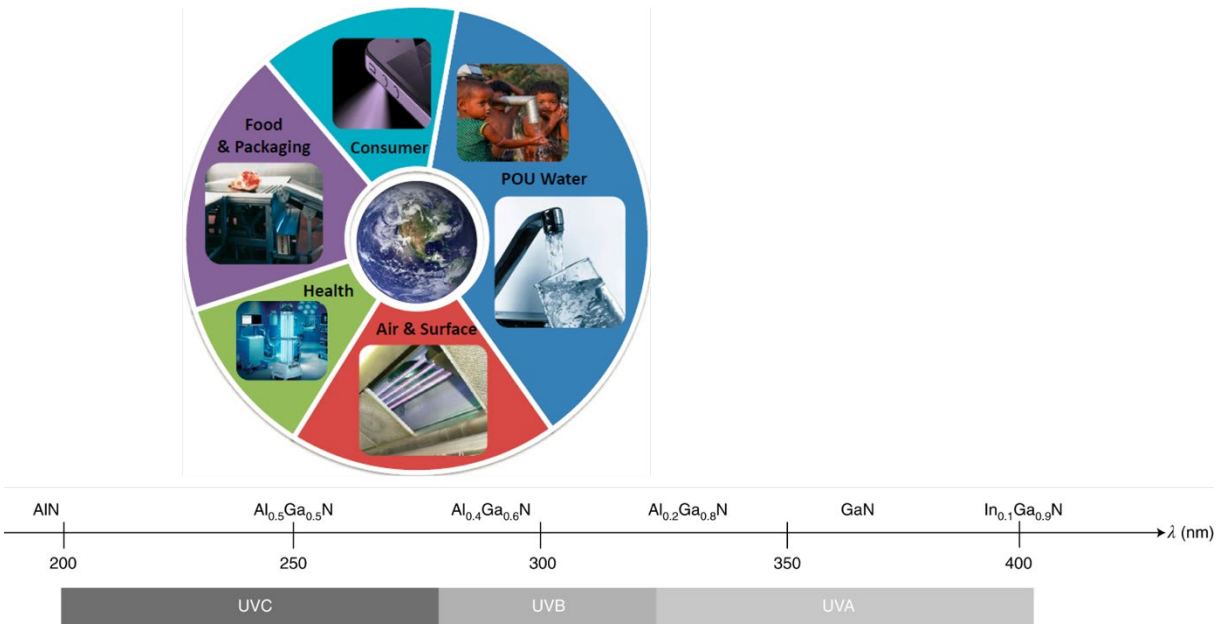 Food
& Packaging
Consumer
POU Water
Health
Air & Surface
AlN
Al₀.₅Ga₀.₅N
Al₀.₄Ga₀.₆N
Al₀.₂Ga₀.₈N
GaN
In₀.₁Ga₀.₉N
λ (nm)
200
250
300
350
400
UVC
UVB
UVA